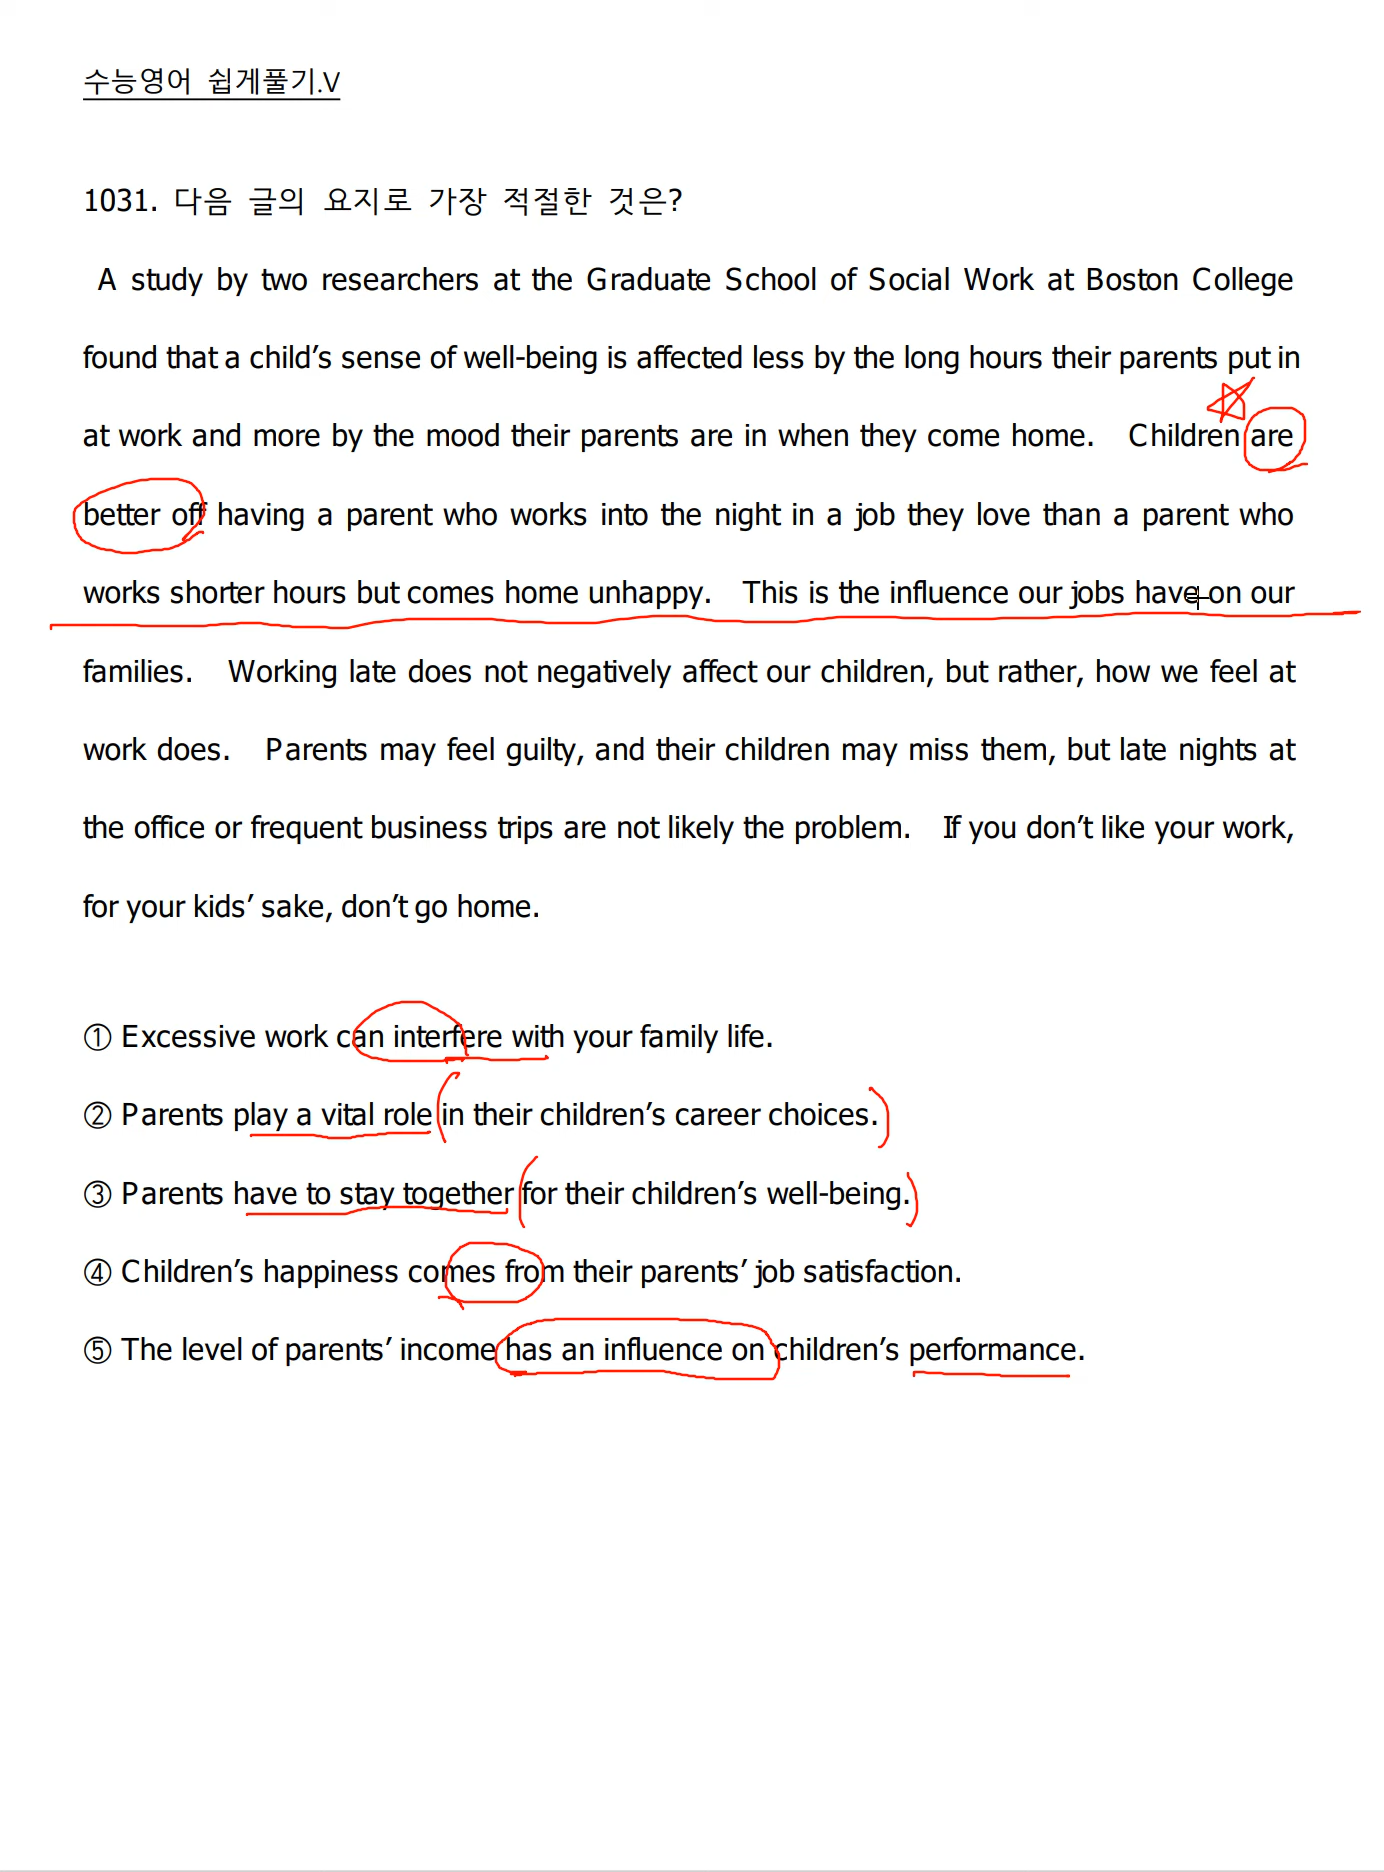 수능영어 쉽게풀기.V
1031. 다음 글의 요지로 가장 적절한 것은?
A study by two researchers at the Graduate School of Social Work at Boston College
found that a child’s sense of well-being is affected less by the long hours their parents put in
at work and more by the mood their parents are in when they come home. Children are
better off having a parent who works into the night in a job they love than a parent who
works shorter hours but comes home unhappy. This is the influence our jobs have on our
families. Working late does not negatively affect our children, but rather, how we feel at
work does. Parents may feel guilty, and their children may miss them, but late nights at
the office or frequent business trips are not likely the problem. If you don’t like your work,
for your kids’ sake, don’t go home.
① Excessive work can interfere with your family life.
② Parents play a vital role in their children’s career choices.
③ Parents have to stay together for their children’s well-being.
④ Children’s happiness comes from their parents’ job satisfaction.
⑤ The level of parents’ income has an influence on children’s performance.